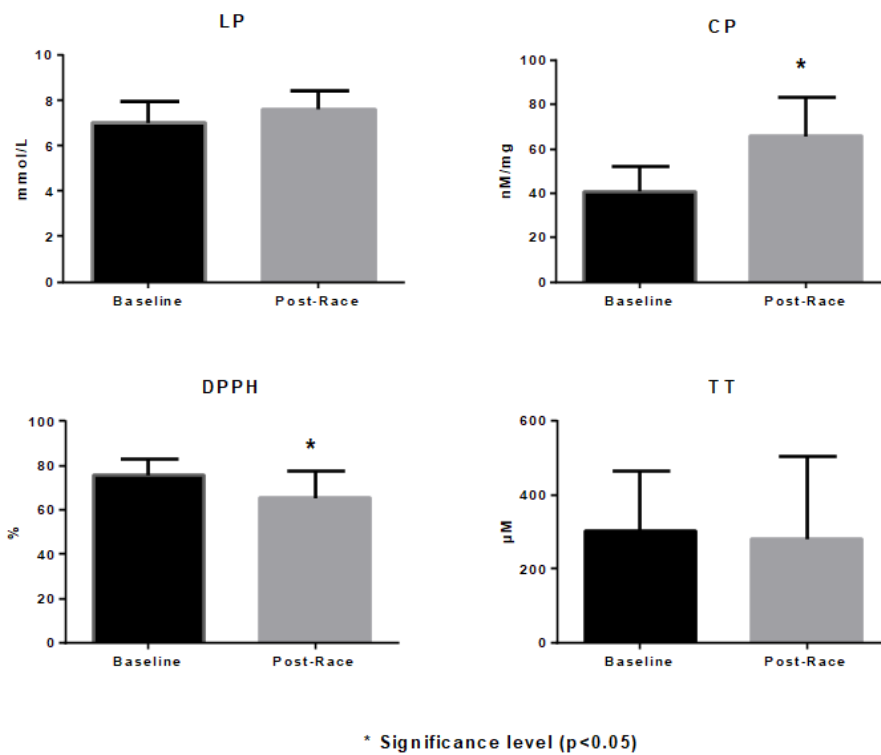 LP
10
8
6
4
2
0
mmol/L
Baseline Post-Race
CP
*
100
80
60
40
20
0
nM/mg
Baseline Post-Race
DPPH
*
100
80
60
40
20
0
%
Baseline Post-Race
TT
600
400
200
0
µM
Baseline Post-Race
* Significance level (p<0.05)